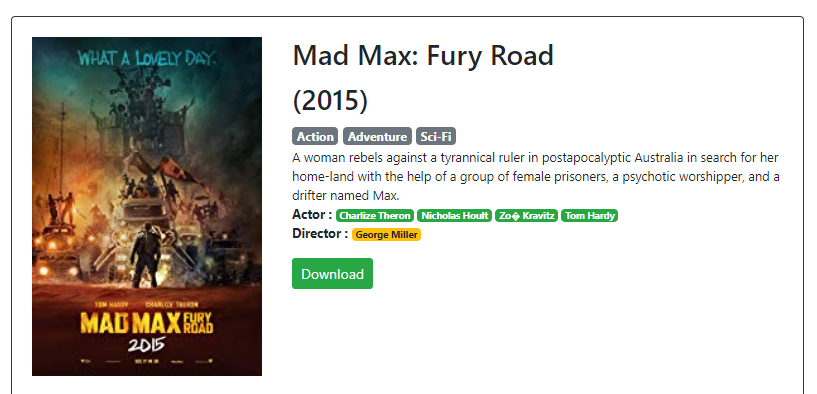 WHAT A LOVELY DAY.
TOM HARDY CHARLIZE THERON
MAD MAX FURY ROAD
2015
Mad Max: Fury Road
(2015)
Action Adventure Sci-Fi
A woman rebels against a tyrannical ruler in postapocalyptic Australia in search for her
home-land with the help of a group of female prisoners, a psychotic worshipper, and a
drifter named Max.
Actor : Charlize Theron Nicholas Hoult Zo� Kravitz Tom Hardy
Director : George Miller
Download